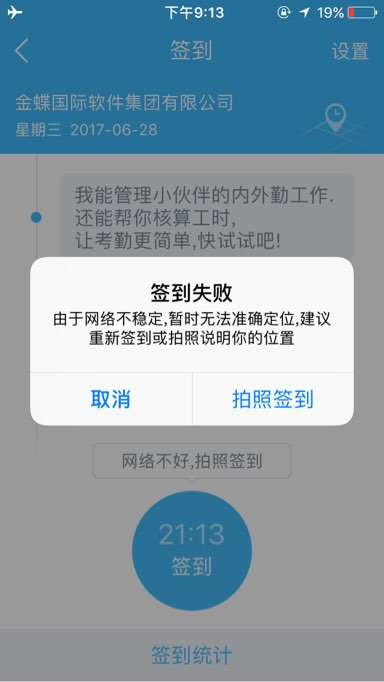 下午9:13
19%
签到
设置
金蝶国际软件集团有限公司
星期三 2017-06-28
我能管理小伙伴的内外勤工作.
还能帮你核算工时,
让考勤更简单,快试试吧!
签到失败
由于网络不稳定,暂时无法准确定位,建议
重新签到或拍照说明你的位置
取消
拍照签到
网络不好,拍照签到
21:13
签到
签到统计